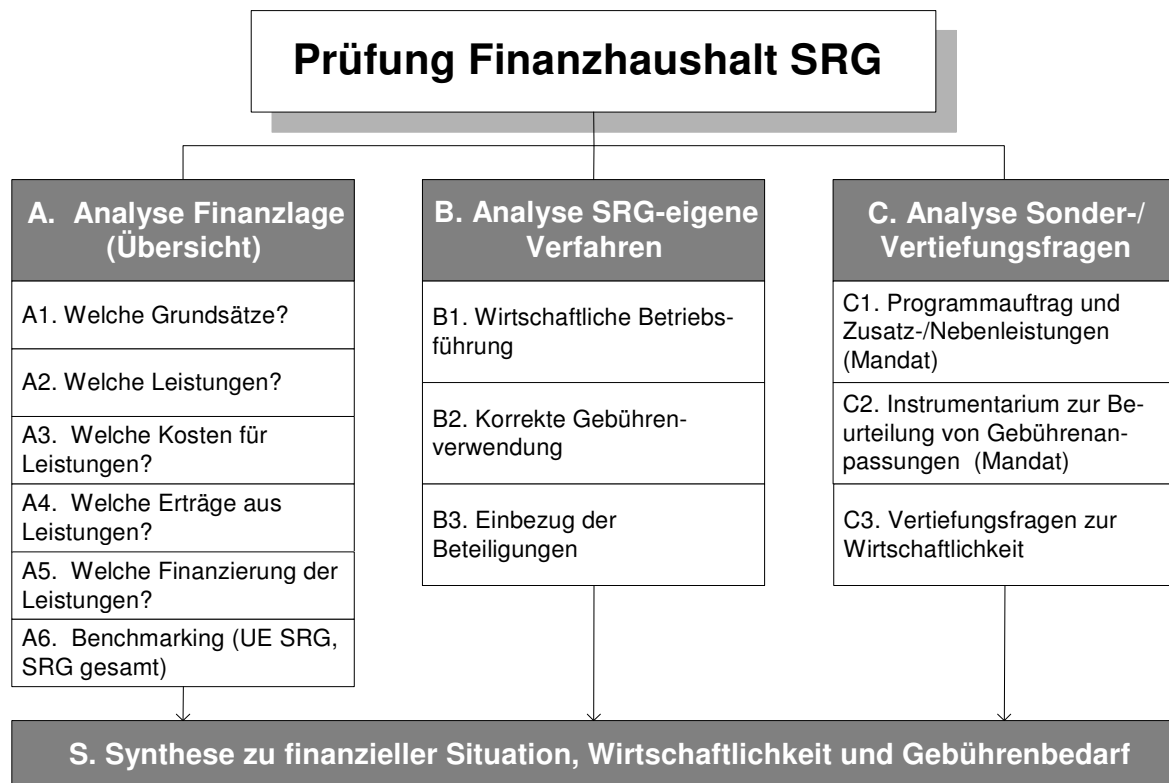 Prüfung Finanzhaushalt SRG
A. Analyse Finanzlage
(Übersicht)
A1. Welche Grundsätze?
A2. Welche Leistungen?
A3. Welche Kosten für
Leistungen?
A4. Welche Erträge aus
Leistungen?
A5. Welche Finanzierung der
Leistungen?
A6. Benchmarking (UE SRG,
SRG gesamt)
B. Analyse SRG-eigene
Verfahren
B1. Wirtschaftliche Betriebs-
führung
B2. Korrekte Gebühren-
verwendung
B3. Einbezug der
Beteiligungen
C. Analyse Sonder-/
Vertiefungsfragen
C1. Programmauftrag und
Zusatz-/Nebenleistungen
(Mandat)
C2. Instrumentarium zur Be-
urteilung von Gebührenan-
passungen (Mandat)
C3. Vertiefungsfragen zur
Wirtschaftlichkeit
S. Synthese zu finanzieller Situation, Wirtschaftlichkeit und Gebührenbedarf